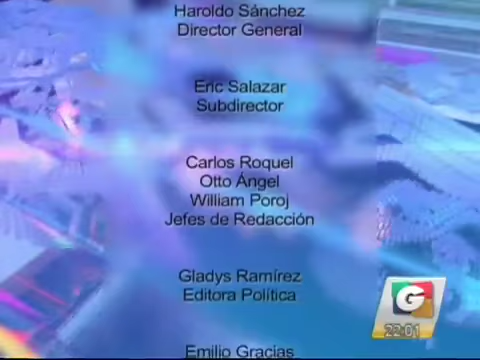 Haroldo Sánchez
Director General
Eric Salazar
Subdirector
Carlos Roquel
Otto Ángel
William Poroj
Jefes de Redacción
Gladys Ramírez
Editora Política
Emilio Gracias
G
22:01